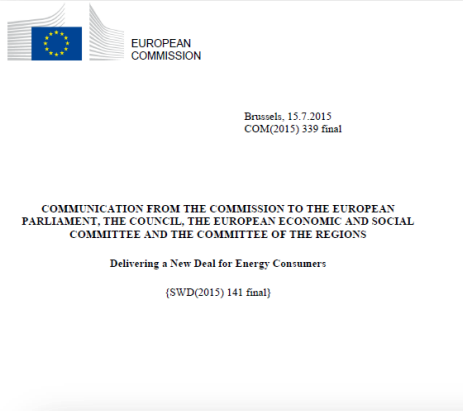 EUROPEAN
COMMISSION
Brussels, 15.7.2015
COM(2015) 339 final
COMMUNICATION FROM THE COMMISSION TO THE EUROPEAN
PARLIAMENT, THE COUNCIL, THE EUROPEAN ECONOMIC AND SOCIAL
COMMITTEE AND THE COMMITTEE OF THE REGIONS
Delivering a New Deal for Energy Consumers
{SWD(2015) 141 final}